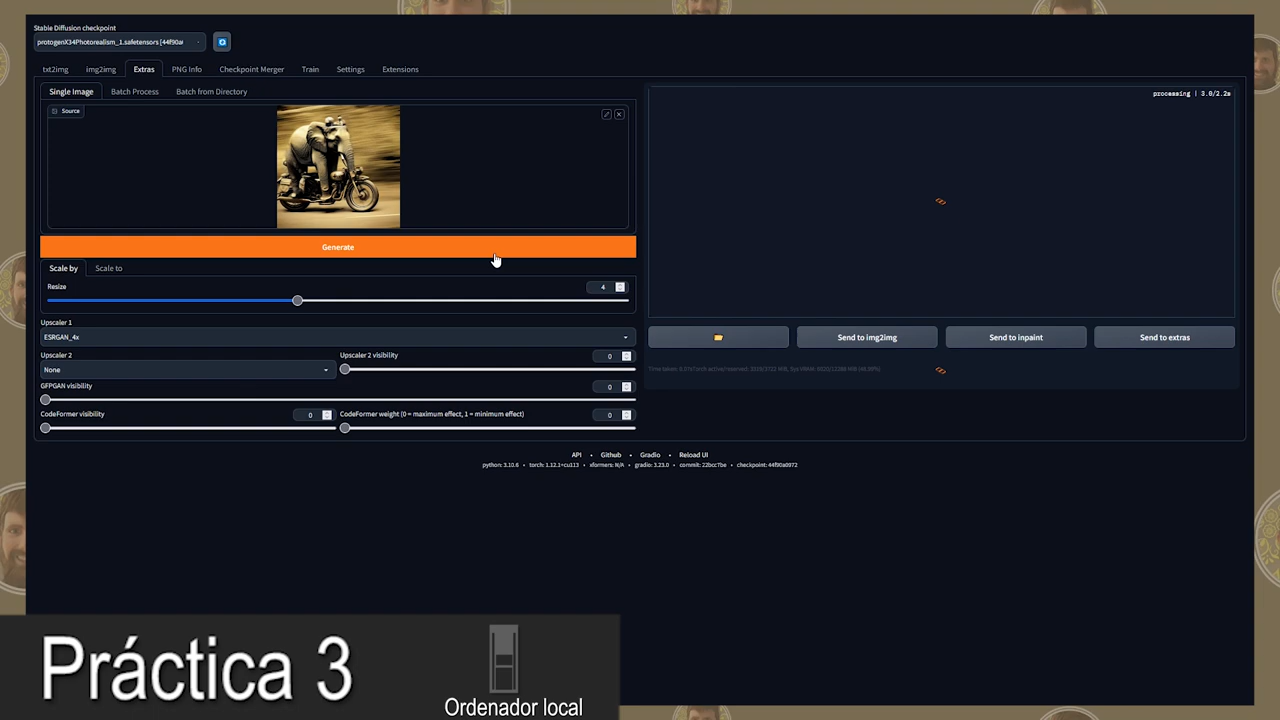 Stable Diffusion checkpoint
protogenX34Photorealism_1.safetensors [44f90a
txt2img img2img Extras PNG Info Checkpoint Merger Train Settings Extensions
Single Image Batch Process Batch from Directory
Source
processing | 3.0/2.2s
Generate
Scale by Scale to
Resize 4
Upscaler 1
ESRGAN_4x
Send to img2img Send to inpaint Send to extras
Upscaler 2 Upscaler 2 visibility 0
None
GFPGAN visibility 0
CodeFormer visibility 0 CodeFormer weight (0 = maximum effect, 1 = minimum effect) 0
API • Github • Gradio • Reload UI
python: 3.10.6 • torch: 1.12.1+cu113 • xformers: N/A • gradio: 3.23.0 • commit: 22bcc7be • checkpoint: 44f90a0972
Práctica 3
Ordenador local